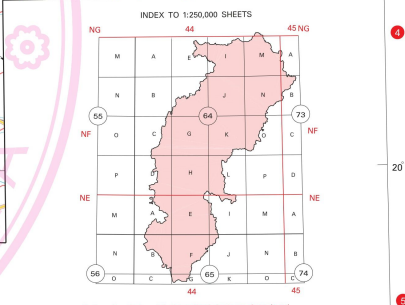 INDEX TO 1:250,000 SHEETS
NG 44 45 NG
4
M A E I M A
N B F J N B
55 64 73
NF O C G K O C NF
20°
P D H L P D
NE NE
M A E I M A
N B F J N B
56 65 74
O C G K O C
44 45
5